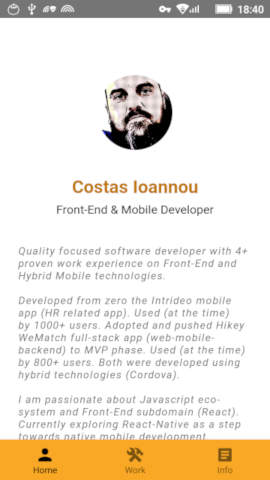 18:40
Costas Ioannou
Front-End & Mobile Developer
Quality focused software developer with 4+
proven work experience on Front-End and
Hybrid Mobile technologies.
Developed from zero the Intrideo mobile
app (HR related app). Used (at the time)
by 1000+ users. Adopted and pushed Hikey
WeMatch full-stack app (web-mobile-
backend) to MVP phase. Used (at the time)
by 800+ users. Both were developed using
hybrid technologies (Cordova).
I am passionate about Javascript eco-
system and Front-End subdomain (React).
Currently exploring React-Native as a step
towards native mobile development.
Home Work Info